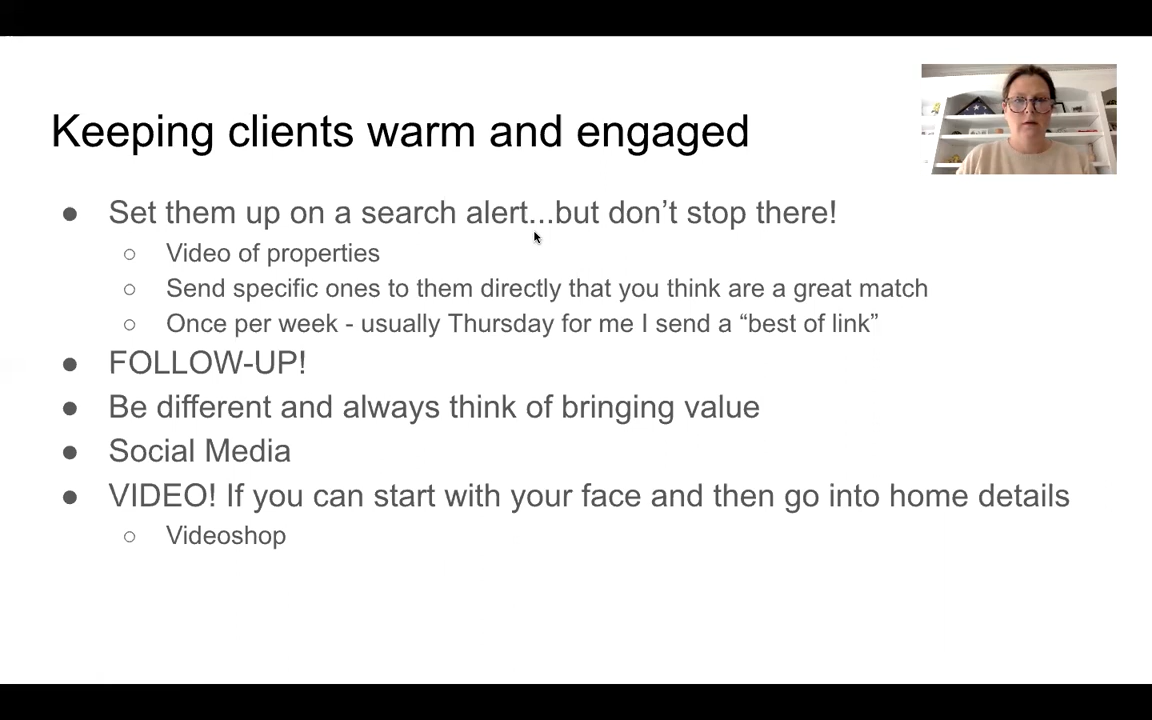 Keeping clients warm and engaged
● Set them up on a search alert...but don’t stop there!
○ Video of properties
○ Send specific ones to them directly that you think are a great match
○ Once per week - usually Thursday for me I send a “best of link”
● FOLLOW-UP!
● Be different and always think of bringing value
● Social Media
● VIDEO! If you can start with your face and then go into home details
○ Videoshop